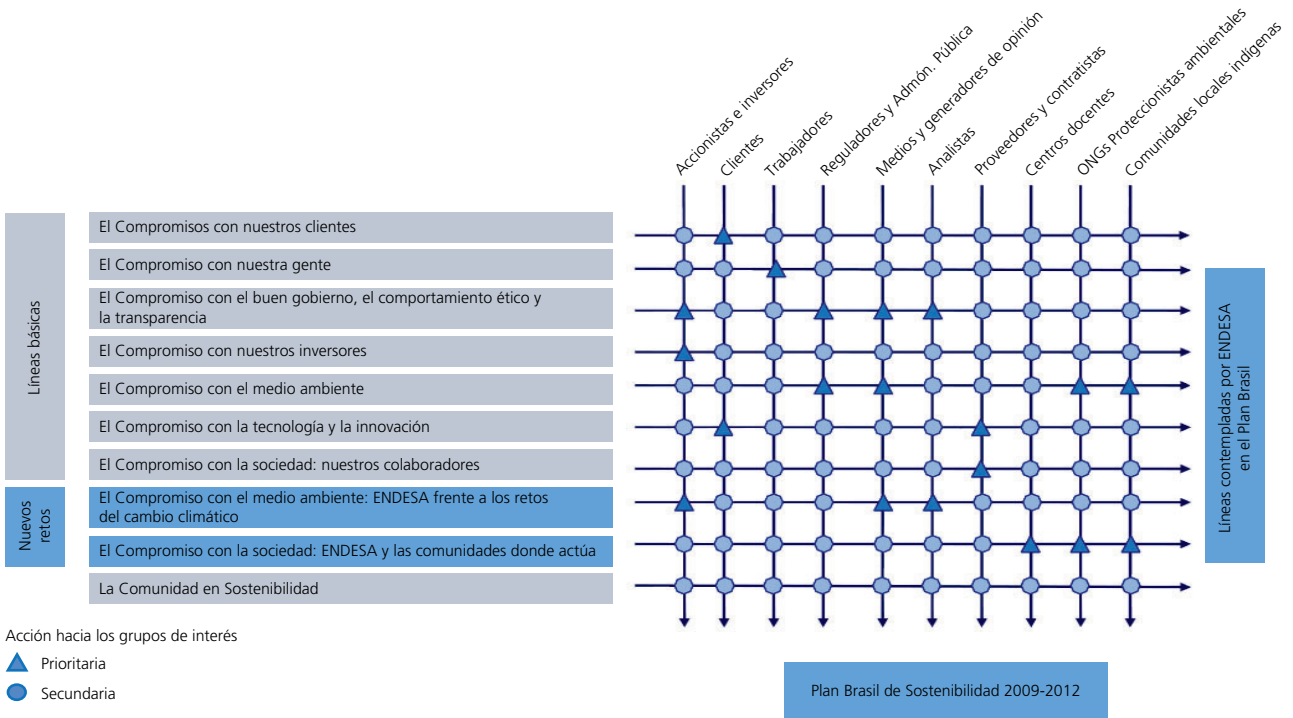 Accionistas e inversores
Clientes
Trabajadores
Reguladores y Admón. Pública
Medios y generadores de opinión
Analistas
Proveedores y contratistas
Centros docentes
ONGs Proteccionistas ambientales
Comunidades locales indígenas
Líneas básicas
El Compromisos con nuestros clientes
El Compromiso con nuestra gente
El Compromiso con el buen gobierno, el comportamiento ético y
la transparencia
El Compromiso con nuestros inversores
El Compromiso con el medio ambiente
El Compromiso con la tecnología y la innovación
El Compromiso con la sociedad: nuestros colaboradores
Nuevos
retos
El Compromiso con el medio ambiente: ENDESA frente a los retos
del cambio climático
El Compromiso con la sociedad: ENDESA y las comunidades donde actúa
La Comunidad en Sostenibilidad
Líneas contempladas por ENDESA
en el Plan Brasil
Acción hacia los grupos de interés
Prioritaria
Secundaria
Plan Brasil de Sostenibilidad 2009-2012